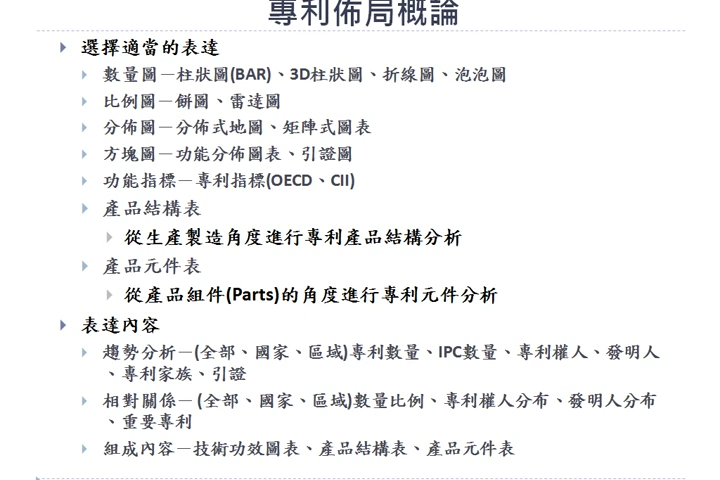 專利佈局概論
選擇適當的表達
數量圖－柱狀圖(BAR)、3D柱狀圖、折線圖、泡泡圖
比例圖－餅圖、雷達圖
分佈圖－分佈式地圖、矩陣式圖表
方塊圖－功能分佈圖表、引證圖
功能指標－專利指標(OECD、CII)
產品結構表
從生產製造角度進行專利產品結構分析
產品元件表
從產品組件(Parts)的角度進行專利元件分析
表達內容
趨勢分析－(全部、國家、區域)專利數量、IPC數量、專利權人、發明人
、專利家族、引證
相對關係－ (全部、國家、區域)數量比例、專利權人分布、發明人分布
、重要專利
組成內容－技術功效圖表、產品結構表、產品元件表